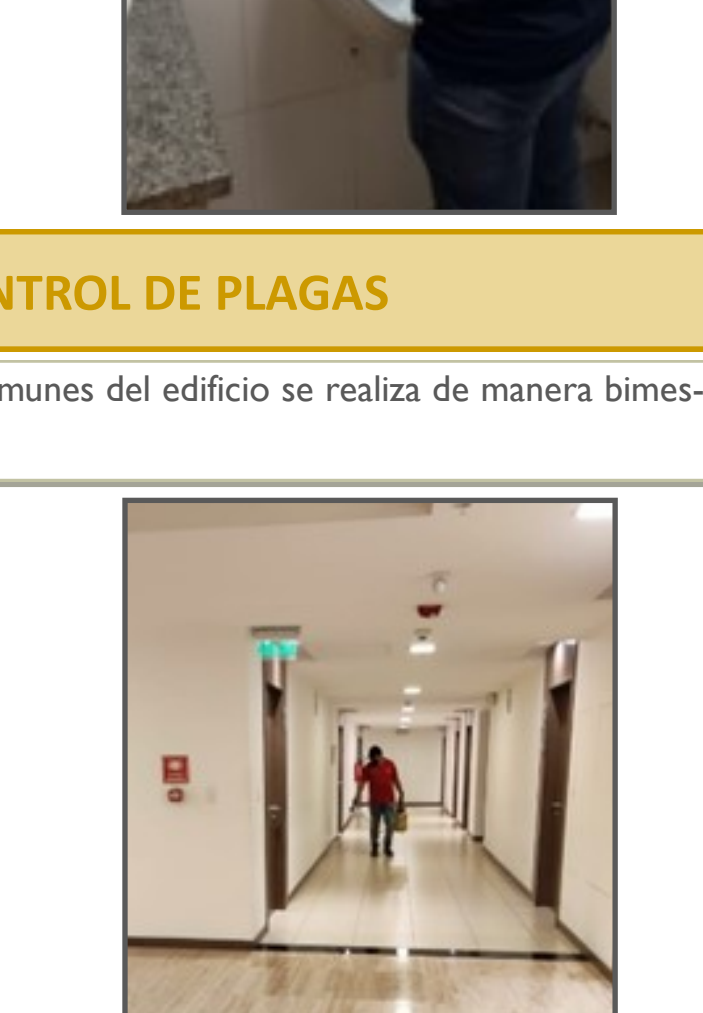 NTROL DE PLAGAS
munes del edificio se realiza de manera bimes-